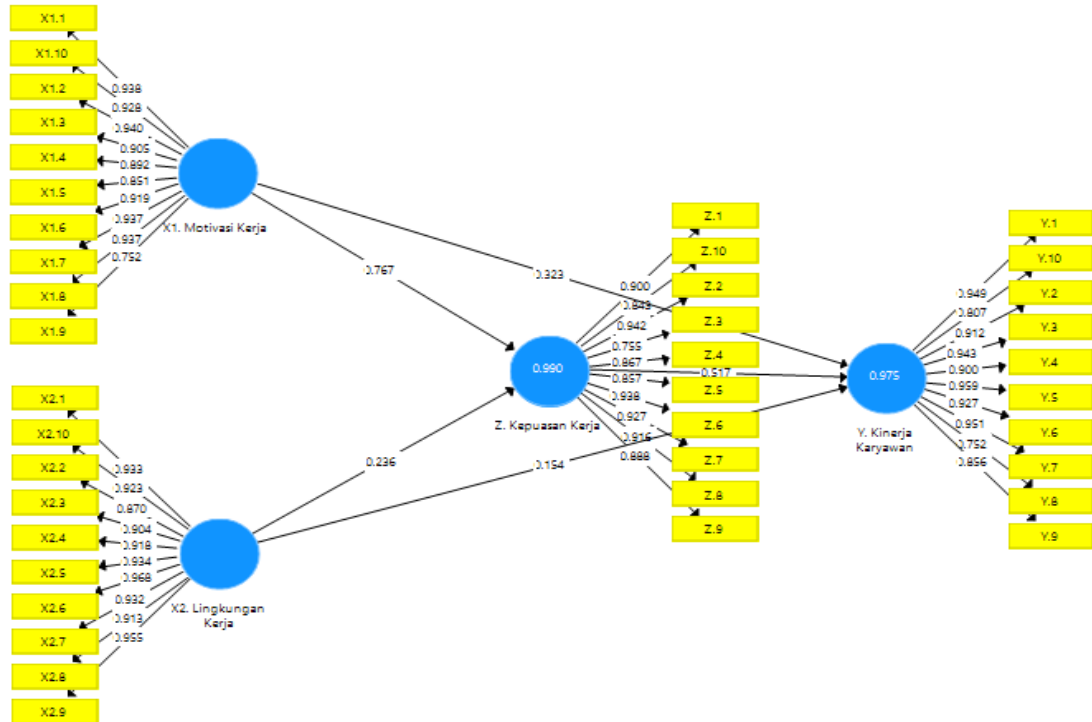 X1.1
X1.10
X1.2
X1.3
X1.4
X1.5
X1.6
X1.7
X1.8
X1.9
0.938
0.928
0.940
0.905
0.892
0.851
0.919
0.937
0.937
0.752
X1. Motivasi Kerja
X2.1
X2.10
X2.2
X2.3
X2.4
X2.5
X2.6
X2.7
X2.8
X2.9
0.933
0.923
0.870
0.904
0.918
0.934
0.968
0.932
0.913
0.955
X2. Lingkungan
Kerja
0.767
0.236
0.323
0.517
0.154
0.990
Z. Kepuasan Kerja
0.900
0.843
0.942
0.755
0.867
0.857
0.938
0.927
0.916
0.888
Z.1
Z.10
Z.2
Z.3
Z.4
Z.5
Z.6
Z.7
Z.8
Z.9
0.975
Y. Kinerja
Karyawan
0.949
0.807
0.912
0.943
0.900
0.959
0.927
0.951
0.752
0.856
Y.1
Y.10
Y.2
Y.3
Y.4
Y.5
Y.6
Y.7
Y.8
Y.9